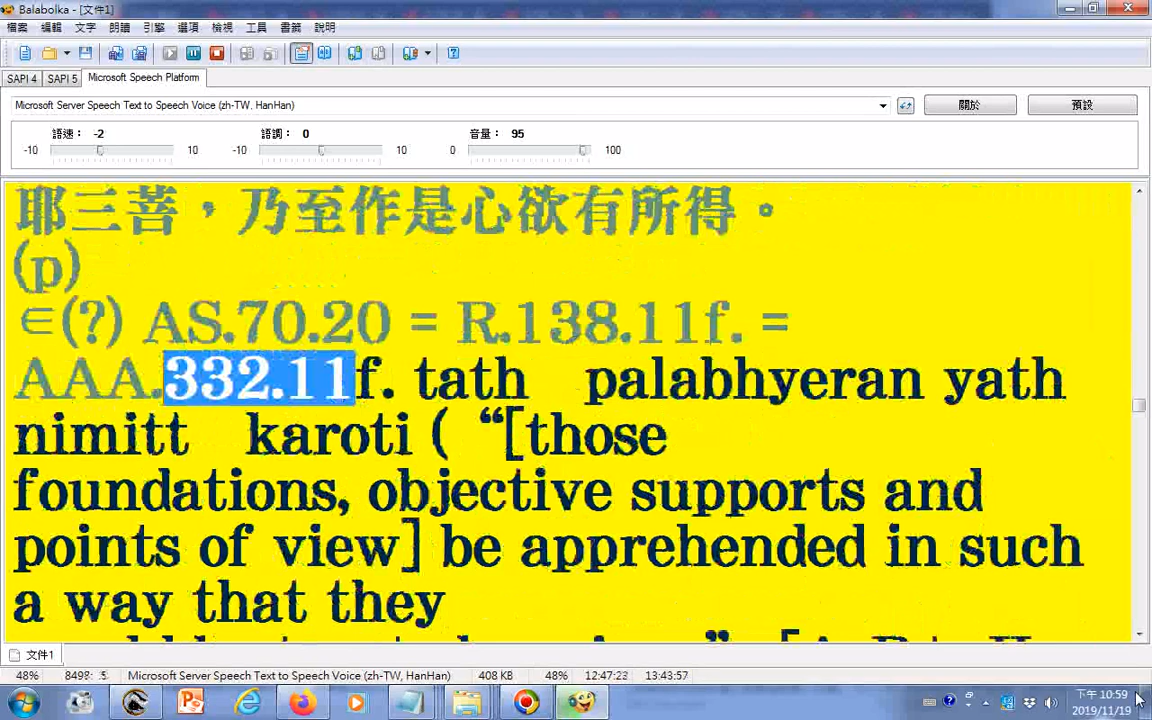 Balabolka - [文件1]
檔案 編輯 文字 朗讀 引擎 選項 檢視 工具 書籤 說明
SAPI 4 SAPI 5 Microsoft Speech Platform
Microsoft Server Speech Text to Speech Voice (zh-TW, HanHan) 關於 預設
語速： -2 語調： 0 音量： 95
-10 10 -10 10 0 100
耶三菩，乃至作是心欲有所得。
(p)
∈(?) AS.70.20 = R.138.11f. =
AAA.332.11f. tath palabhyeran yath
nimitt karoti ( “[those
foundations, objective supports and
points of view] be apprehended in such
a way that they
文件1
48% Microsoft Server Speech Text to Speech Voice (zh-TW, HanHan) 408 KB 48% 12:47:23 13:43:57
下午 10:59
2019/11/19